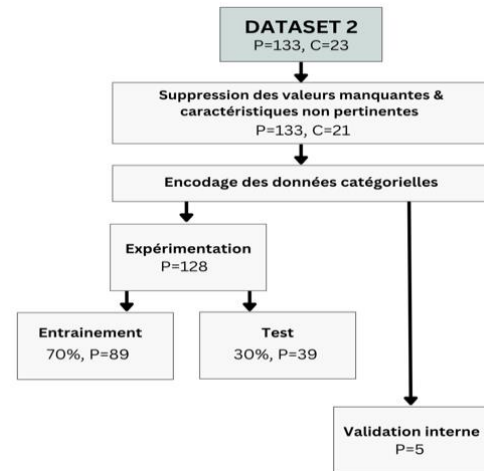 DATASET 2
P=133, C=23
Suppression des valeurs manquantes &
caractéristiques non pertinentes
P=133, C=21
Encodage des données catégorielles
Expérimentation
P=128
Entrainement
70%, P=89
Test
30%, P=39
Validation interne
P=5